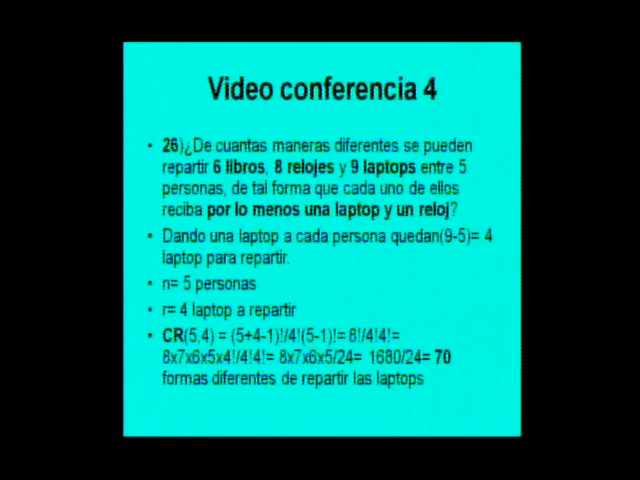 Video conferencia 4
• 26)¿De cuantas maneras diferentes se pueden
repartir 6 libros, 8 relojes y 9 laptops entre 5
personas, de tal forma que cada uno de ellos
reciba por lo menos una laptop y un reloj?
• Dando una laptop a cada persona quedan(9-5)= 4
laptop para repartir.
• n= 5 personas
• r= 4 laptop a repartir
• CR(5,4) = (5+4-1)!/4!(5-1)!= 8!/4!4!=
8x7x6x5x4!/4!4!= 8x7x6x5/24= 1680/24= 70
formas diferentes de repartir las laptops